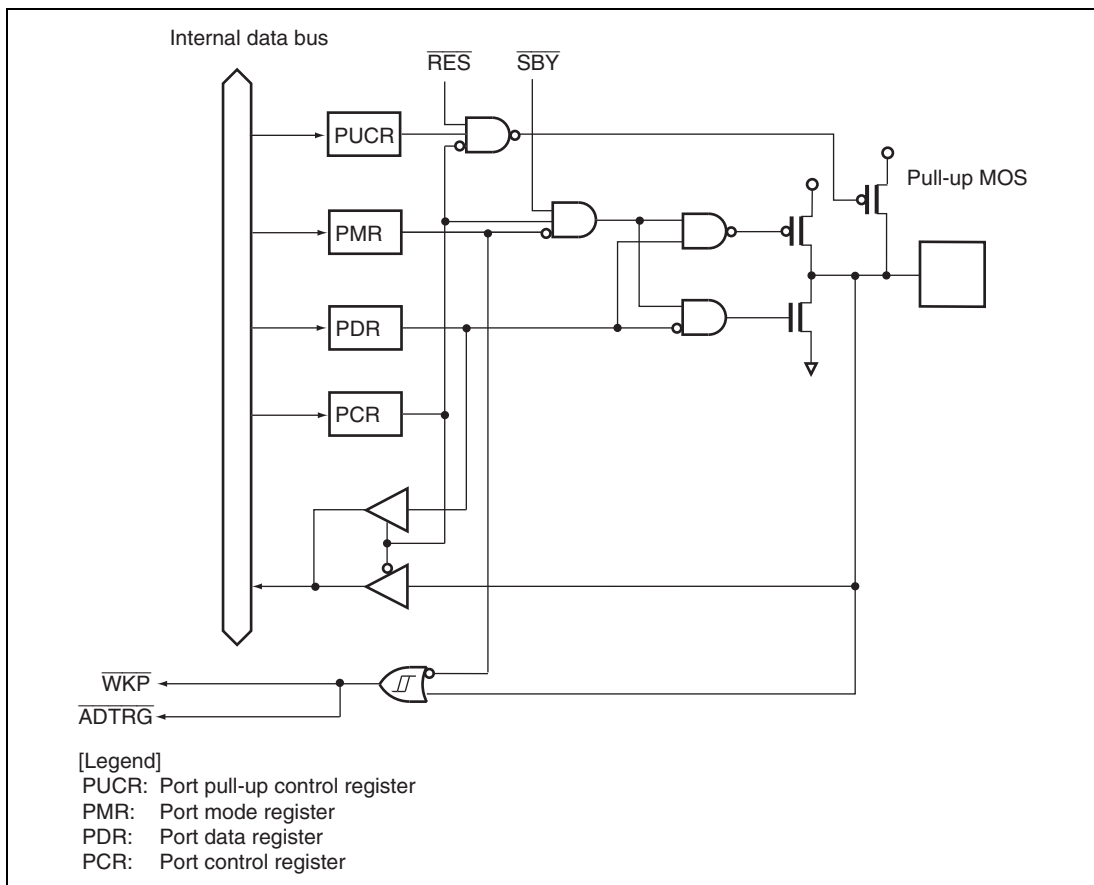 Internal data bus
RES
SBY
PUCR
Pull-up MOS
PMR
PDR
PCR
WKP
ADTRG
[Legend]
PUCR: Port pull-up control register
PMR: Port mode register
PDR: Port data register
PCR: Port control register